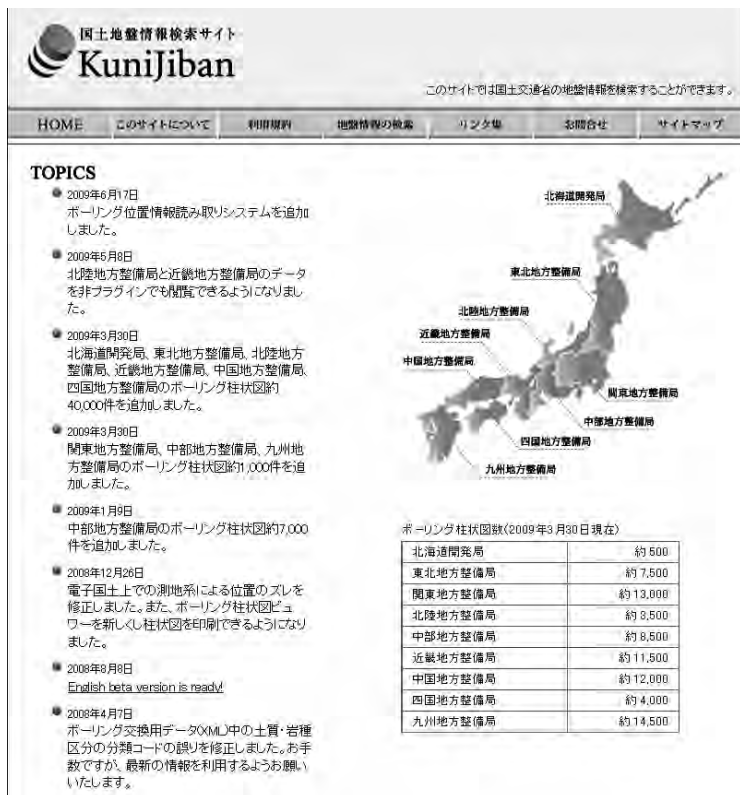 国土地盤情報検索サイト
KuniJiban
このサイトでは国土交通省の地盤情報を検索することができます。
HOME このサイトについて 利用規約 地盤情報の検索 リンク集 お問合せ サイトマップ
TOPICS
2009年6月17日
ボーリング位置情報読み取りシステムを追加
しました。
2009年5月8日
北陸地方整備局と近畿地方整備局のデータ
を非プラグインでも閲覧できるようになりまし
た。
2009年3月30日
北海道開発局、東北地方整備局、北陸地方
整備局、近畿地方整備局、中国地方整備局、
四国地方整備局のボーリング柱状図約
40,000件を追加しました。
2009年3月30日
関東地方整備局、中部地方整備局、九州地
方整備局のボーリング柱状図約1,000件を追
加しました。
2009年1月9日
中部地方整備局のボーリング柱状図約7,000
件を追加しました。
2008年12月26日
電子国土上での測地系による位置のズレを
修正しました。また、ボーリング柱状図ビュ
ワーを新しくし柱状図を印刷できるようになり
ました。
2008年8月8日
English beta version is ready!
2008年4月7日
ボーリング交換用データ(XML)中の土質・岩種
区分の分類コードの誤りを修正しました。お手
数ですが、最新の情報を利用するようお願い
いたします。
北海道開発局
東北地方整備局
北陸地方整備局
近畿地方整備局
中国地方整備局
関東地方整備局
中部地方整備局
四国地方整備局
九州地方整備局
ボーリング柱状図数(2009年3月30日現在)
北海道開発局 約 500
東北地方整備局 約 7,500
関東地方整備局 約 13,000
北陸地方整備局 約 3,500
中部地方整備局 約 8,500
近畿地方整備局 約 11,500
中国地方整備局 約 12,000
四国地方整備局 約 4,000
九州地方整備局 約 14,500